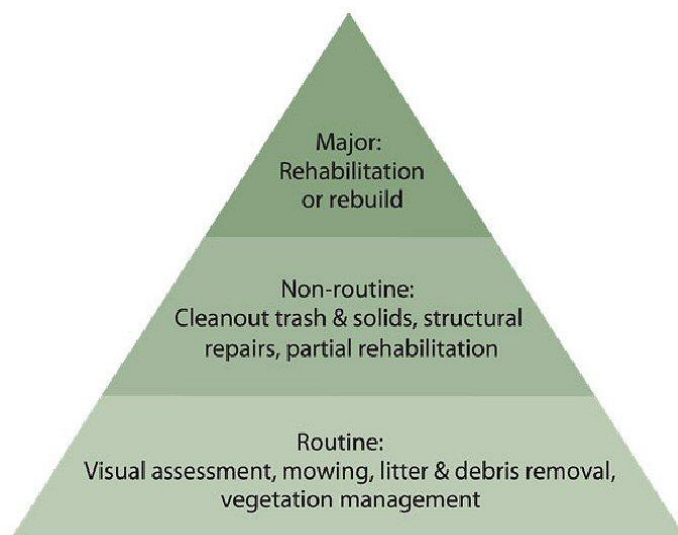 Major:
Rehabilitation
or rebuild
Non-routine:
Cleanout trash & solids, structural
repairs, partial rehabilitation
Routine:
Visual assessment, mowing, litter & debris removal,
vegetation management